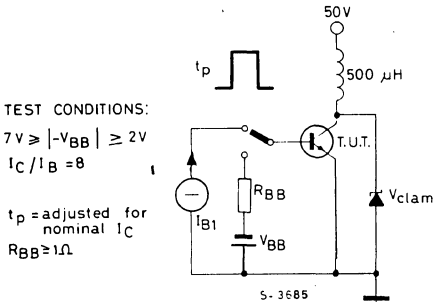 50V
tp
500 µH
TEST CONDITIONS:
7V ≥ |-VBB| ≥ 2V
IC/IB =8
tp =adjusted for
nominal IC
RBB ≥1Ω
T.U.T.
RBB
Vclam
IB1
VBB
S-3685